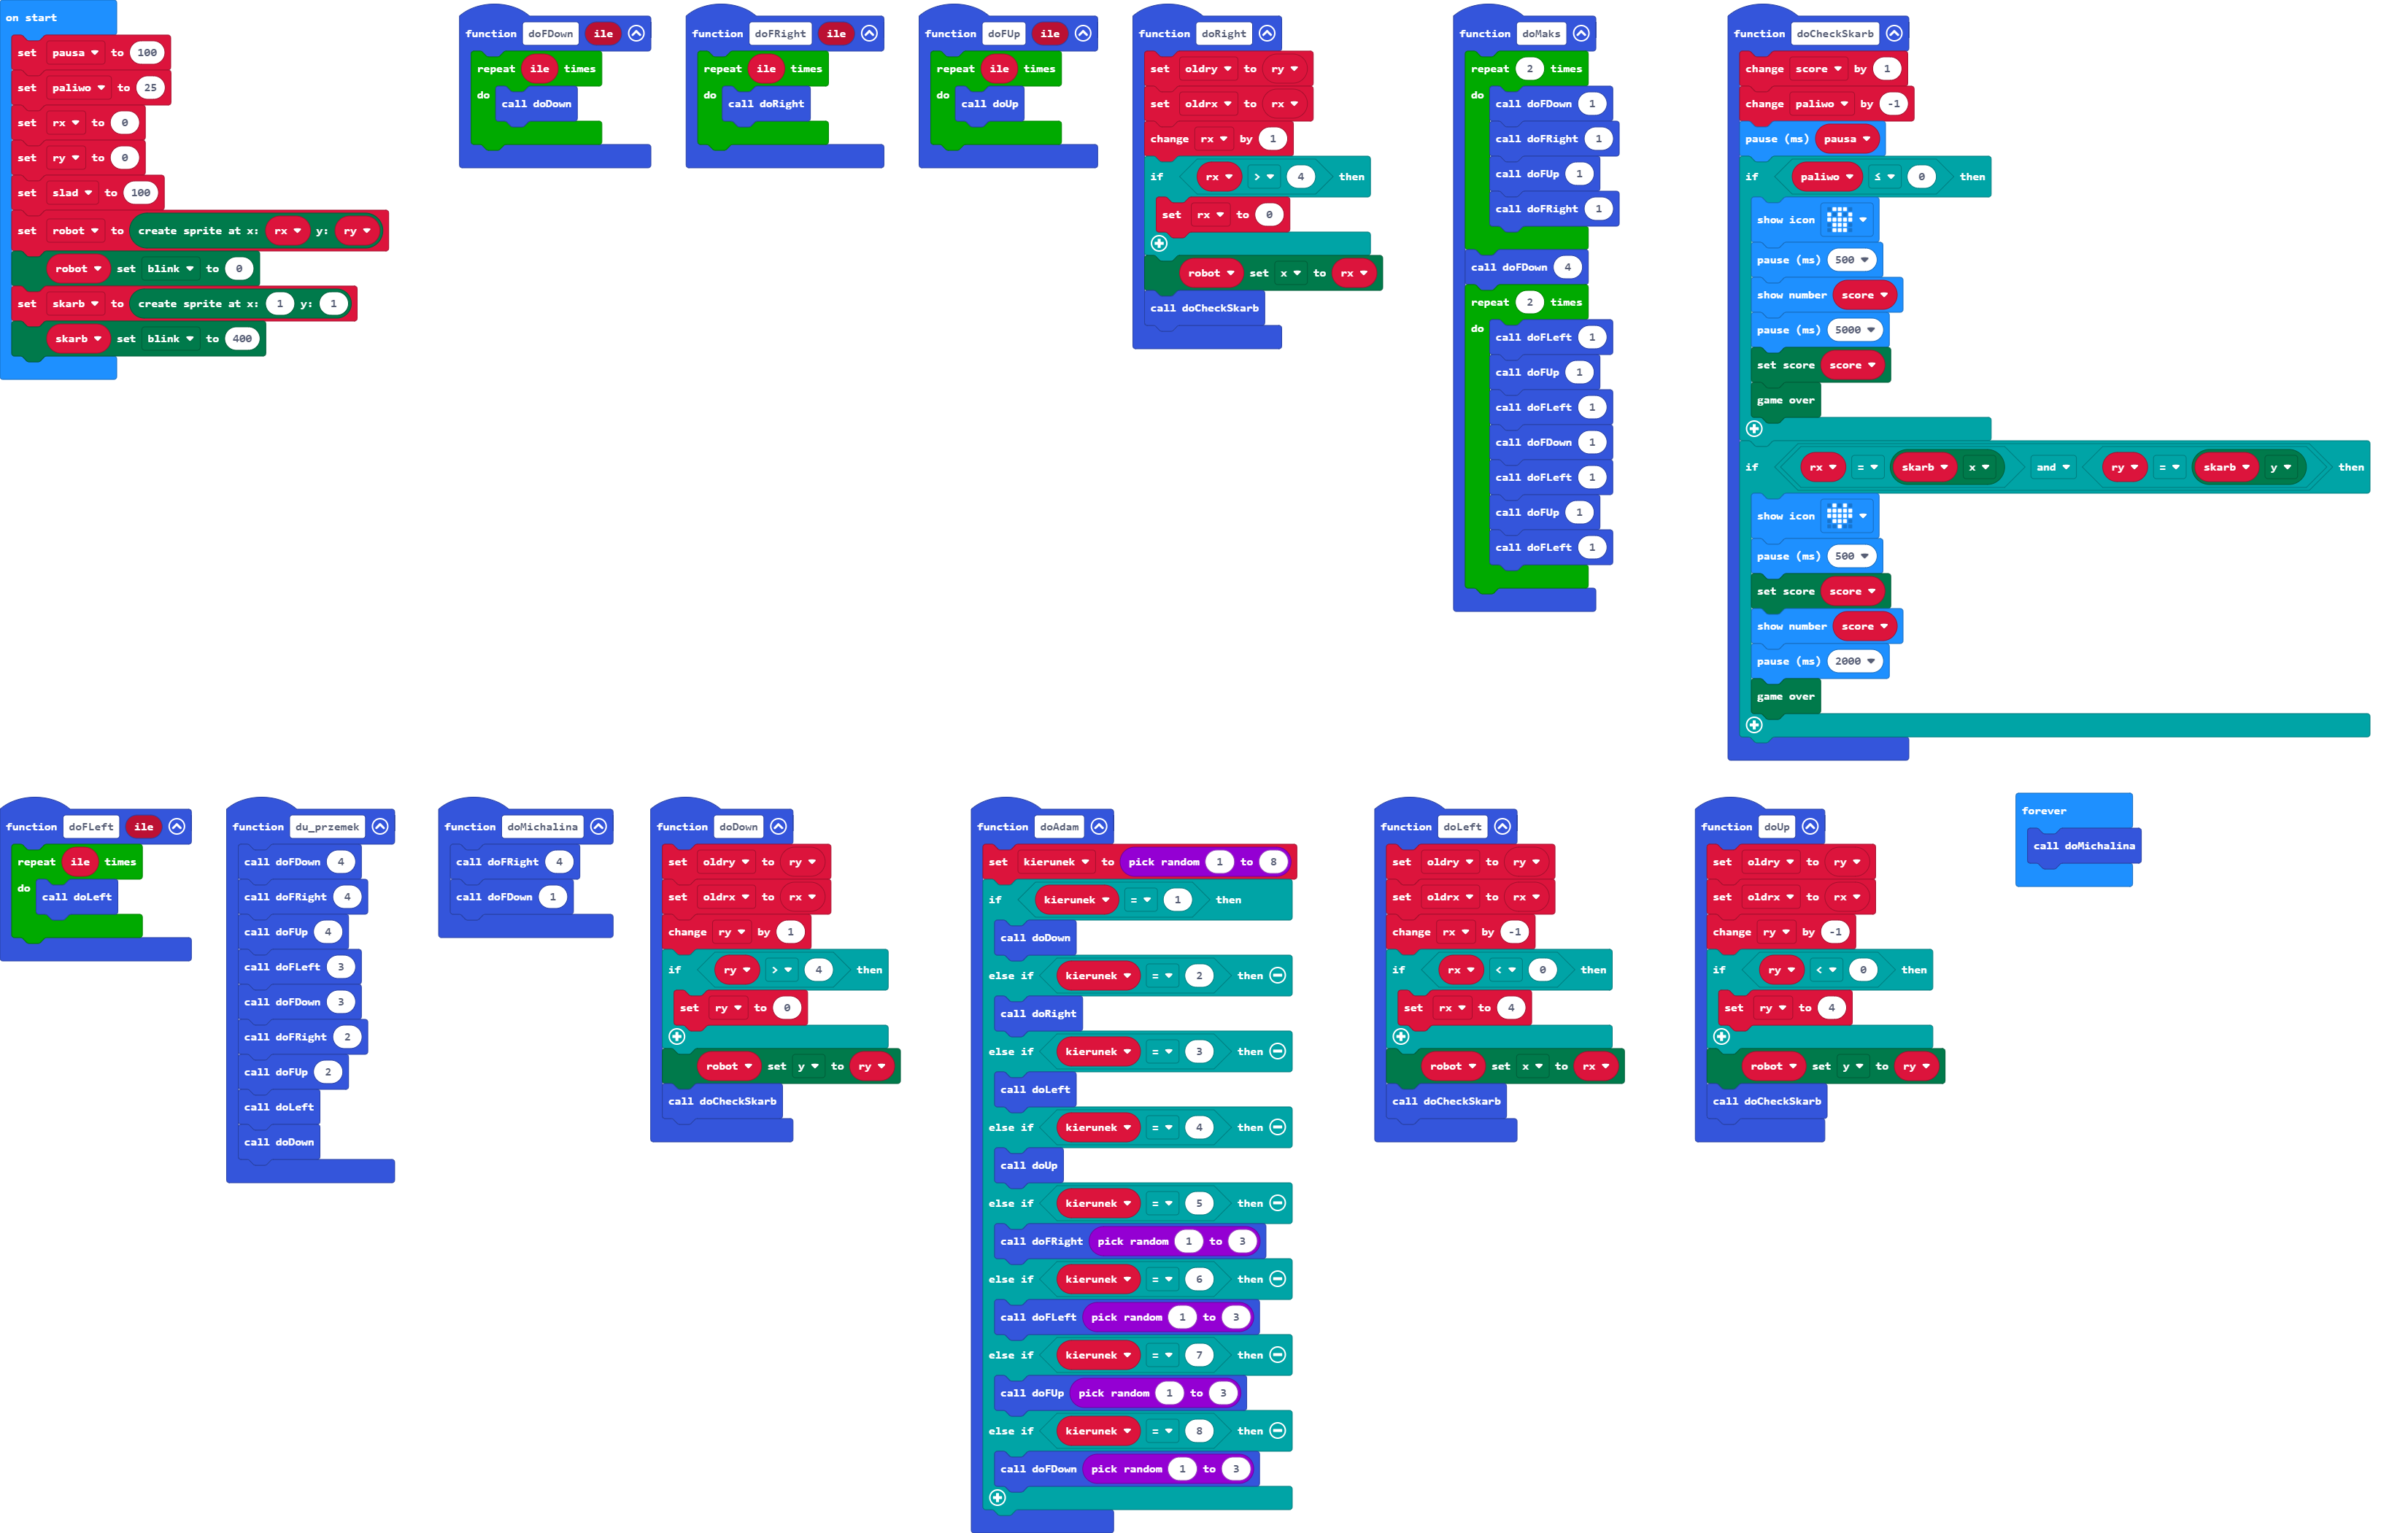 on start
set pausa to 100
set paliwo to 25
set rx to 0
set ry to 0
set slad to 100
set robot to create sprite at x: rx y: ry
robot set blink to 0
set skarb to create sprite at x: 1 y: 1
skarb set blink to 400
function doFDown ile
repeat ile times
do
call doDown
function doFRight ile
repeat ile times
do
call doRight
function doFUp ile
repeat ile times
do
call doUp
function doRight
set oldry to ry
set oldrx to rx
change rx by 1
if rx > 4 then
set rx to 0
robot set x to rx
call doCheckSkarb
function doMaks
repeat 2 times
do
call doFDown 1
call doFRight 1
call doFUp 1
call doFRight 1
call doFDown 4
repeat 2 times
do
call doFLeft 1
call doFUp 1
call doFLeft 1
call doFDown 1
call doFLeft 1
call doFUp 1
call doFLeft 1
function doCheckSkarb
change score by 1
change paliwo by -1
pause (ms) pausa
if paliwo ≤ 0 then
show icon
pause (ms) 500
show number score
pause (ms) 5000
set score score
game over
if rx = skarb x and ry = skarb y then
show icon
pause (ms) 500
set score score
show number score
pause (ms) 2000
game over
function doFLeft ile
repeat ile times
do
call doLeft
function du_przemek
call doFDown 4
call doFRight 4
call doFUp 4
call doFLeft 3
call doFDown 3
call doFRight 2
call doFUp 2
call doLeft
call doDown
function doMichalina
call doFRight 4
call doFDown 1
function doDown
set oldry to ry
set oldrx to rx
change ry by 1
if ry > 4 then
set ry to 0
robot set y to ry
call doCheckSkarb
function doAdam
set kierunek to pick random 1 to 8
if kierunek = 1 then
call doDown
else if kierunek = 2 then
call doRight
else if kierunek = 3 then
call doLeft
else if kierunek = 4 then
call doUp
else if kierunek = 5 then
call doFRight pick random 1 to 3
else if kierunek = 6 then
call doFLeft pick random 1 to 3
else if kierunek = 7 then
call doFUp pick random 1 to 3
else if kierunek = 8 then
call doFDown pick random 1 to 3
function doLeft
set oldry to ry
set oldrx to rx
change rx by -1
if rx < 0 then
set rx to 4
robot set x to rx
call doCheckSkarb
function doUp
set oldry to ry
set oldrx to rx
change ry by -1
if ry < 0 then
set ry to 4
robot set y to ry
call doCheckSkarb
forever
call doMichalina